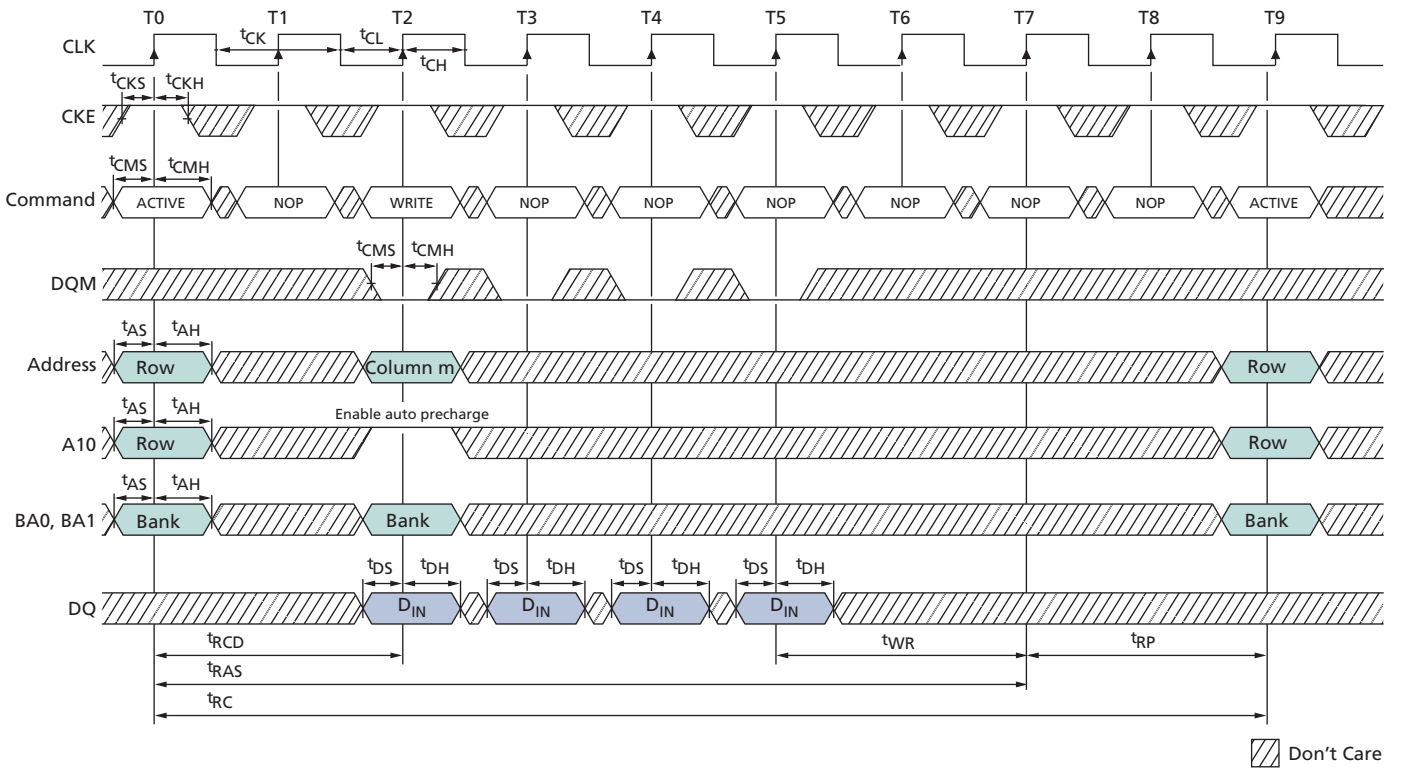 T0 T1 T2 T3 T4 T5 T6 T7 T8 T9
CLK
tCK tCL
tCH
tCKS tCKH
CKE
tCMS tCMH
Command ACTIVE NOP WRITE NOP NOP NOP NOP NOP NOP ACTIVE
tCMS tCMH
DQM
tAS tAH
Address Row Column m Row
tAS tAH
Enable auto precharge
A10 Row Row
tAS tAH
BA0, BA1 Bank Bank Bank
tDS tDH tDS tDH tDS tDH tDS tDH
DQ DIN DIN DIN DIN
tRCD tWR tRP
tRAS
tRC
Don't Care